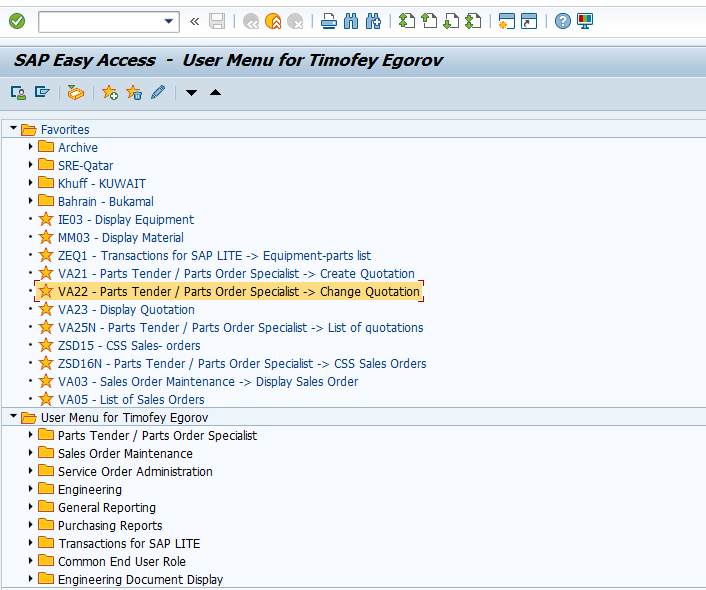 SAP Easy Access - User Menu for Timofey Egorov
Favorites
Archive
SRE-Qatar
Khuff - KUWAIT
Bahrain - Bukamal
IE03 - Display Equipment
MM03 - Display Material
ZEQ1 - Transactions for SAP LITE -> Equipment-parts list
VA21 - Parts Tender / Parts Order Specialist -> Create Quotation
VA22 - Parts Tender / Parts Order Specialist -> Change Quotation
VA23 - Display Quotation
VA25N - Parts Tender / Parts Order Specialist -> List of quotations
ZSD15 - CSS Sales- orders
ZSD16N - Parts Tender / Parts Order Specialist -> CSS Sales Orders
VA03 - Sales Order Maintenance -> Display Sales Order
VA05 - List of Sales Orders
User Menu for Timofey Egorov
Parts Tender / Parts Order Specialist
Sales Order Maintenance
Service Order Administration
Engineering
General Reporting
Purchasing Reports
Transactions for SAP LITE
Common End User Role
Engineering Document Display